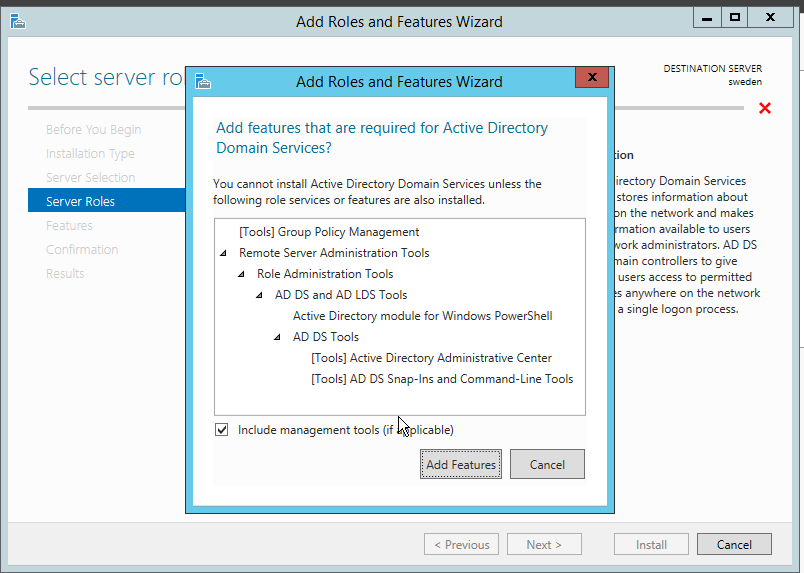 Add Roles and Features Wizard
Select server ro
DESTINATION SERVER
sweden
Before You Begin
Installation Type
Server Selection
Server Roles
Features
Confirmation
Results
Add Roles and Features Wizard
Add features that are required for Active Directory
Domain Services?
You cannot install Active Directory Domain Services unless the
following role services or features are also installed.
[Tools] Group Policy Management
Remote Server Administration Tools
Role Administration Tools
AD DS and AD LDS Tools
Active Directory module for Windows PowerShell
AD DS Tools
[Tools] Active Directory Administrative Center
[Tools] AD DS Snap-Ins and Command-Line Tools
Include management tools (if applicable)
Add Features
Cancel
ion
irectory Domain Services
stores information about
on the network and makes
rmation available to users
work administrators. AD DS
main controllers to give
users access to permitted
es anywhere on the network
a single logon process.
< Previous
Next >
Install
Cancel